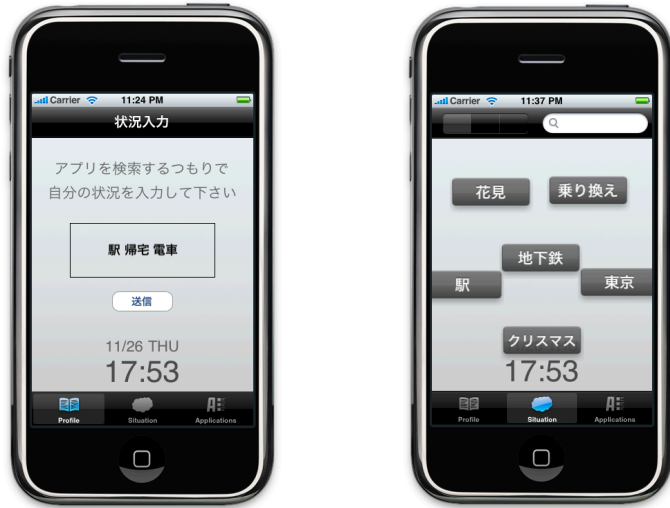 Carrier 11:24 PM
状況入力
アプリを検索するつもりで
自分の状況を入力して下さい
駅 帰宅 電車
送信
11/26 THU
17:53
Profile Situation Applications
Carrier 11:37 PM
花見 乗り換え
地下鉄
駅 東京
クリスマス
17:53
Profile Situation Applications